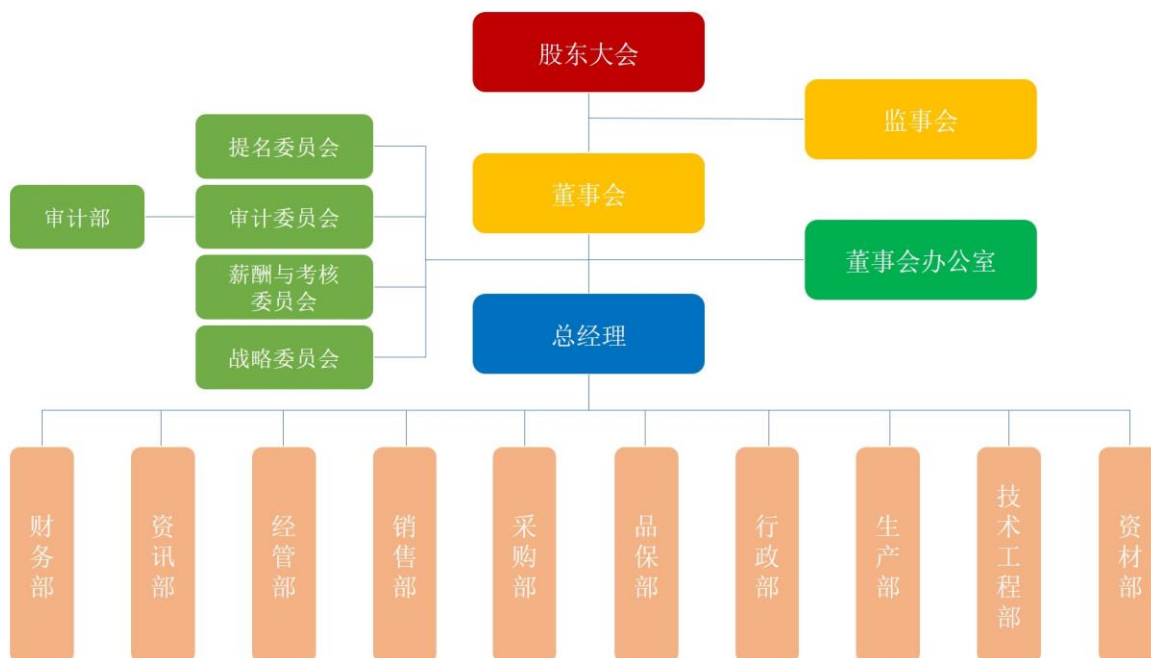 股东大会
监事会
提名委员会
董事会
审计部
审计委员会
董事会办公室
薪酬与考核
委员会
总经理
战略委员会
财务部
资讯部
经管部
销售部
采购部
品保部
行政部
生产部
技术工程部
资材部